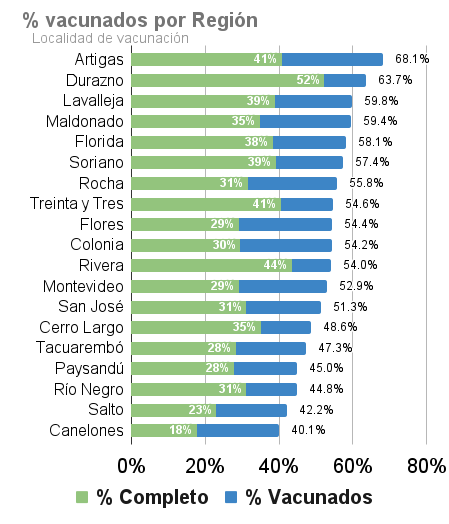 % vacunados por Región
Localidad de vacunación
Artigas 41% 68.1%
Durazno 52% 63.7%
Lavalleja 39% 59.8%
Maldonado 35% 59.4%
Florida 38% 58.1%
Soriano 39% 57.4%
Rocha 31% 55.8%
Treinta y Tres 41% 54.6%
Flores 29% 54.4%
Colonia 30% 54.2%
Rivera 44% 54.0%
Montevideo 29% 52.9%
San José 31% 51.3%
Cerro Largo 35% 48.6%
Tacuarembó 28% 47.3%
Paysandú 28% 45.0%
Río Negro 31% 44.8%
Salto 23% 42.2%
Canelones 18% 40.1%
0% 20% 40% 60% 80%
% Completo % Vacunados